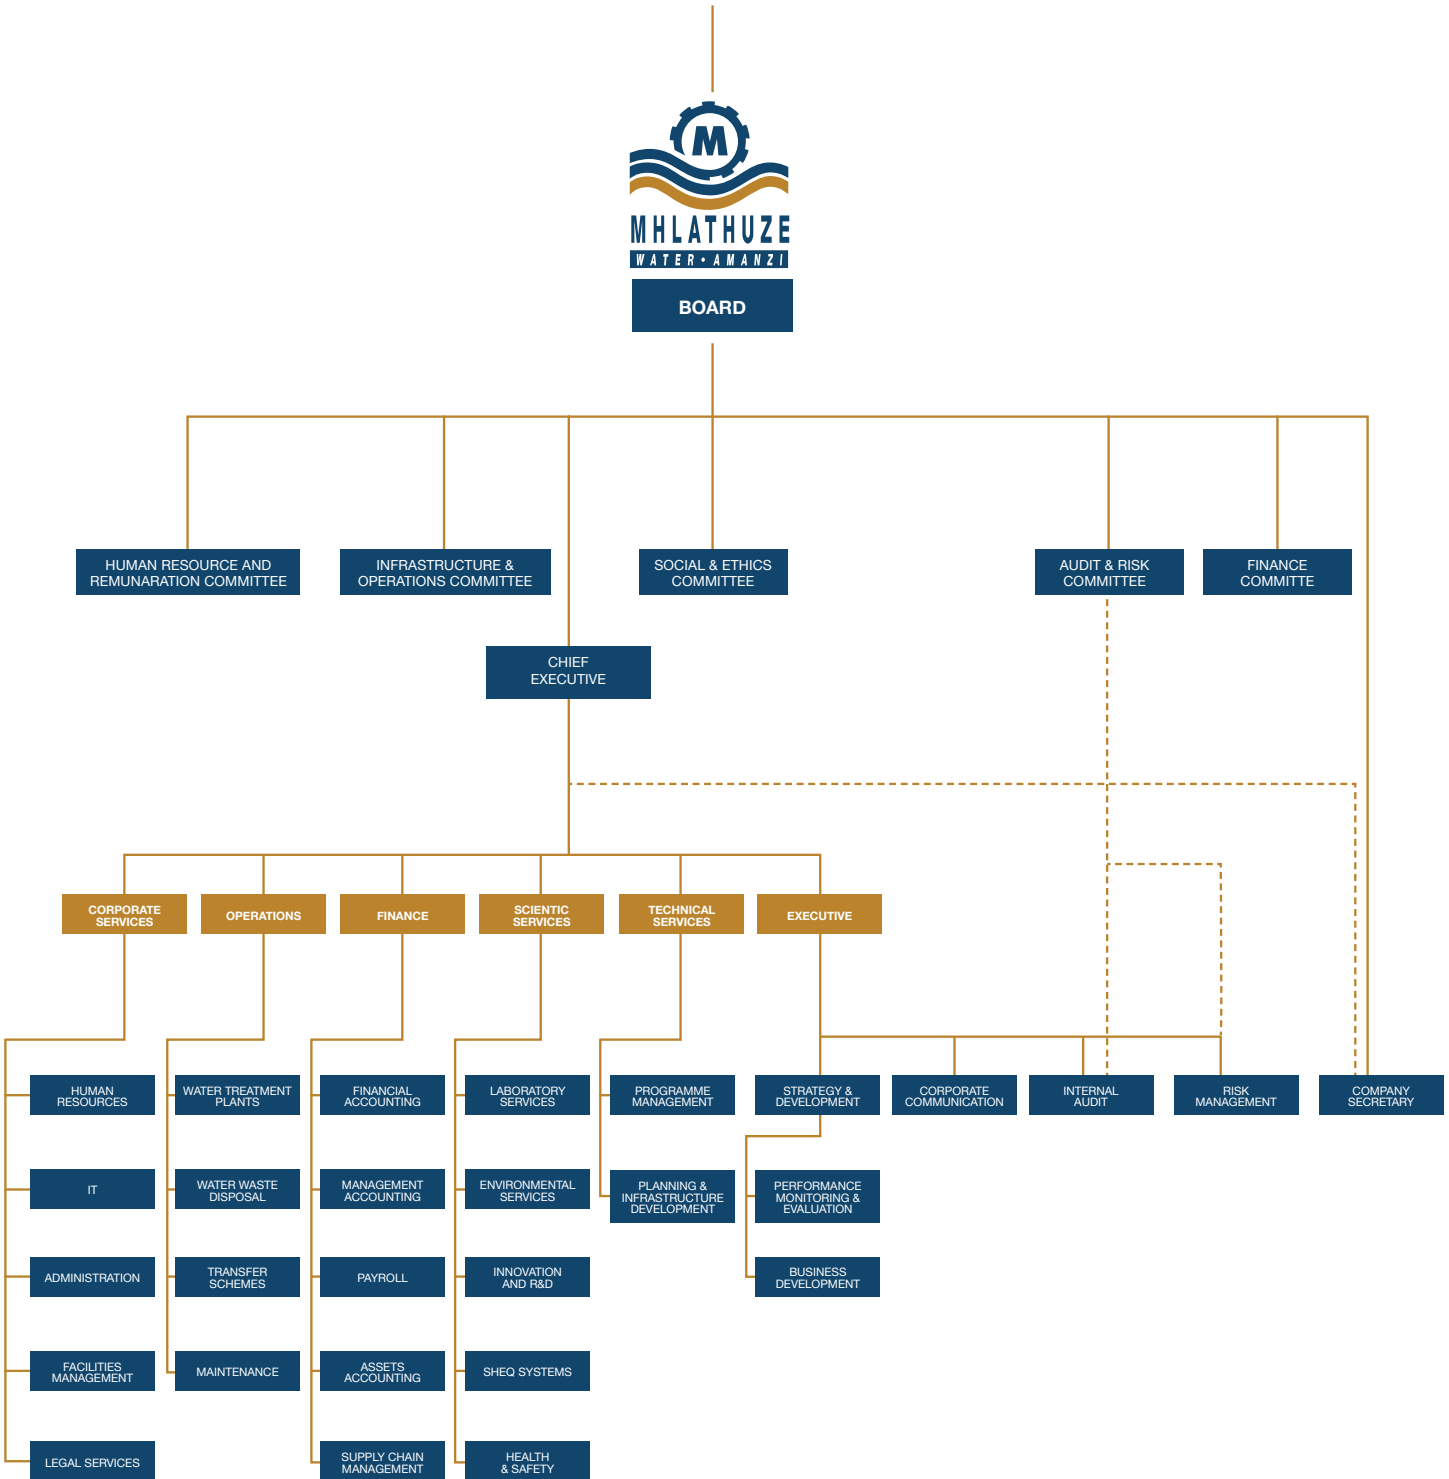 M
MHLATHUZE
WATER • AMANZI
BOARD
HUMAN RESOURCE AND
REMUNARATION COMMITTEE
INFRASTRUCTURE &
OPERATIONS COMMITTEE
SOCIAL & ETHICS
COMMITTEE
AUDIT & RISK
COMMITTEE
FINANCE
COMMITTE
CHIEF
EXECUTIVE
CORPORATE
SERVICES
OPERATIONS
FINANCE
SCIENTIC
SERVICES
TECHNICAL
SERVICES
EXECUTIVE
HUMAN
RESOURCES
WATER TREATMENT
PLANTS
FINANCIAL
ACCOUNTING
LABORATORY
SERVICES
PROGRAMME
MANAGEMENT
STRATEGY &
DEVELOPMENT
CORPORATE
COMMUNICATION
INTERNAL
AUDIT
RISK
MANAGEMENT
COMPANY
SECRETARY
IT
WATER WASTE
DISPOSAL
MANAGEMENT
ACCOUNTING
ENVIRONMENTAL
SERVICES
PLANNING &
INFRASTRUCTURE
DEVELOPMENT
PERFORMANCE
MONITORING &
EVALUATION
ADMINISTRATION
TRANSFER
SCHEMES
PAYROLL
INNOVATION
AND R&D
BUSINESS
DEVELOPMENT
FACILITIES
MANAGEMENT
MAINTENANCE
ASSETS
ACCOUNTING
SHEQ SYSTEMS
LEGAL SERVICES
SUPPLY CHAIN
MANAGEMENT
HEALTH
& SAFETY